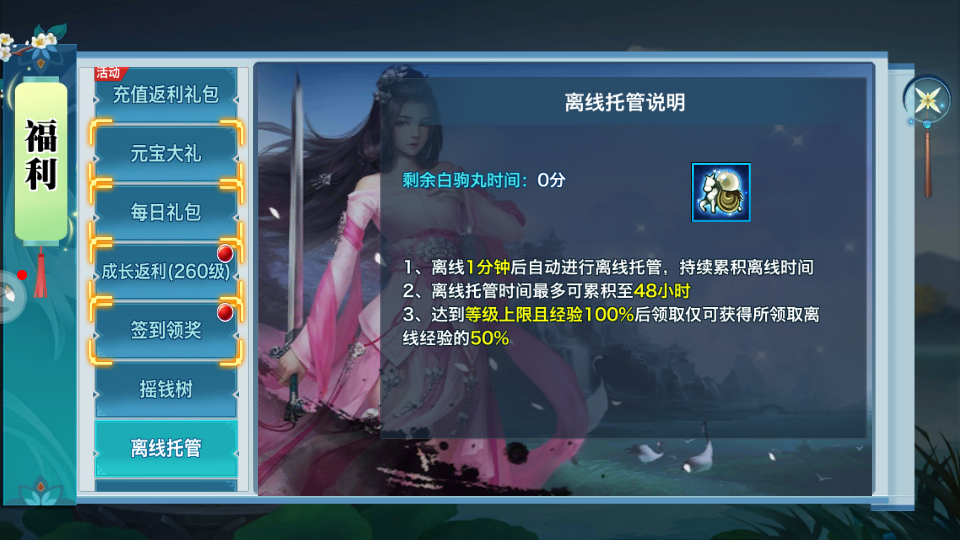 福利
活动
充值返利礼包
元宝大礼
每日礼包
成长返利(260级)
签到领奖
摇钱树
离线托管
离线托管说明
剩余白驹丸时间：0分
1、离线1分钟后自动进行离线托管，持续累积离线时间
2、离线托管时间最多可累积至48小时
3、达到等级上限且经验100%后领取仅可获得所领取离
线经验的50%